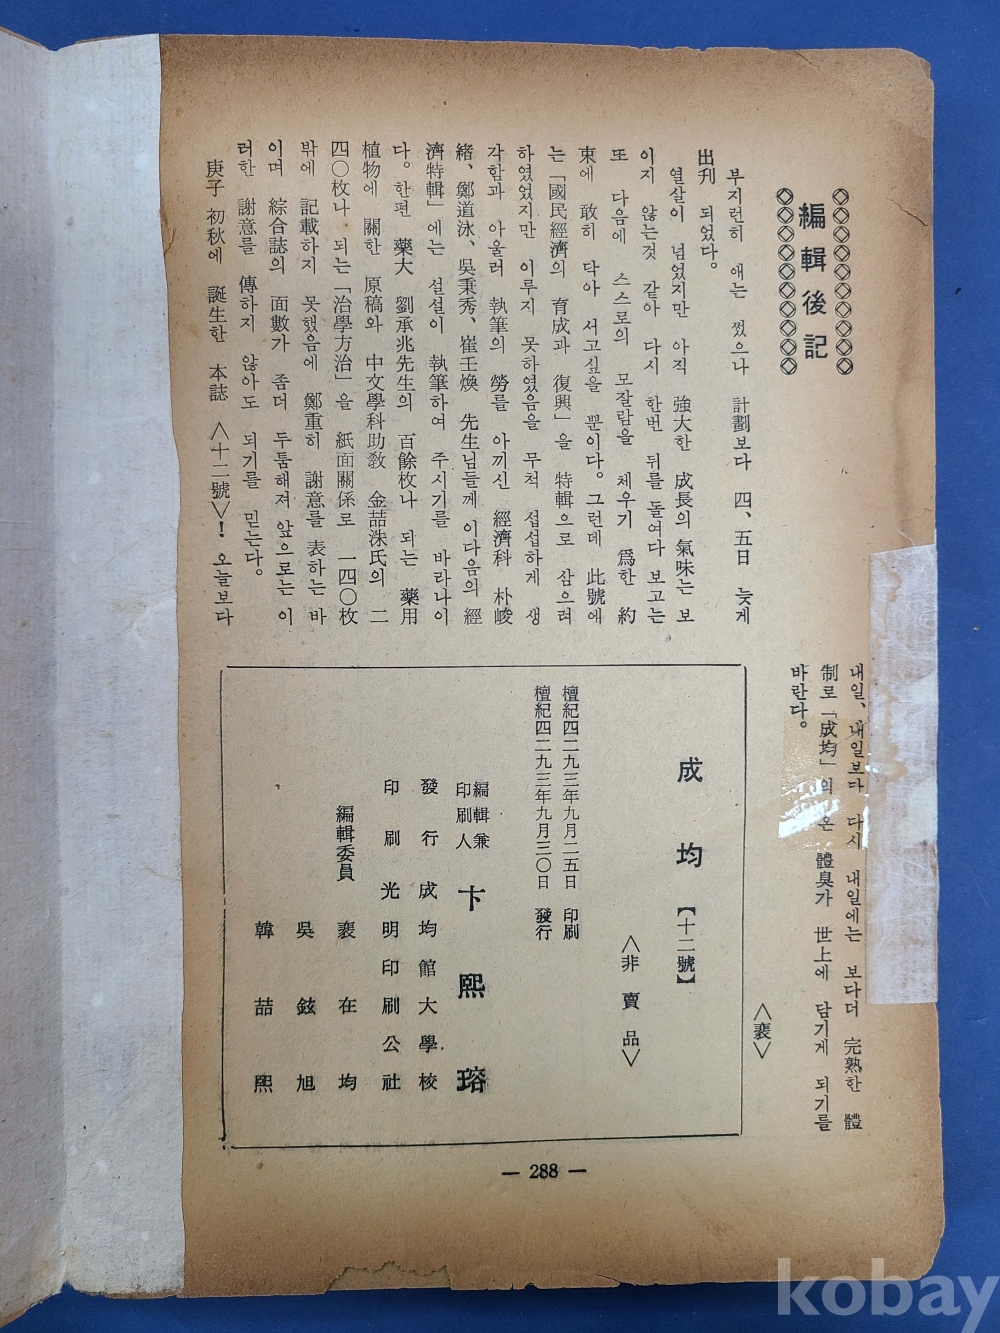 編輯後記
부지런히 애는 썼으나 計劃보다 四、五日 늦게
出刋 되었다。
열살이 넘었지만 아직 強大한 成長의 氣味는 보
이지 않는것 같아 다시 한번 뒤를 돌여다 보고는
또 다음에 스스로의 모잘람을 체우기 爲한 約
束에 敢히 닥아 서고싶을 뿐이다。그런데 此號에
는「國民經濟의 育成과 復興」을 特輯으로 삼으려
하였었지만 이루지 못하였음을 무척 섭섭하게 생
각함과 아울러 執筆의 勞를 아끼신 經濟科 朴峻
緖、鄭道泳、吳秉秀、崔壬煥 先生님들께 이다음의 經
濟特輯」에는 설설이 執筆하여 주시기를 바라나이
다。한편 藥大 劉承兆先生의 百餘枚나 되는 藥用
植物에 關한 原稿와 中文學科助敎 金喆洙氏의 二
四〇枚나 되는「治學方治」을 紙面關係로 一四〇枚
밖에 記載하지 못했음에 鄭重히 謝意를 表하는 바
이며 綜合誌의 面數가 좀더 두툼해져 앞으로는 이
러한 謝意를 傳하지 않아도 되기를 믿는다。
庚子 初秋에 誕生한 本誌 〈十二號〉! 오늘보다
내일、내일보다 다시 내일에는 보다더 完熟한 體
制로「成均」의 은 體臭가 世上에 담기게 되기를
바란다。
〈裵〉
成均【十二號】
〈非賣品〉
檀紀四二九三年九月二五日 印刷
檀紀四二九三年九月三〇日 發行
編輯兼
印刷人 卞熙瑢
發行 成均館大學校
印刷 光明印刷公社
編輯委員 裵在均
吳鉉旭
韓喆熙
— 288 —
kobay